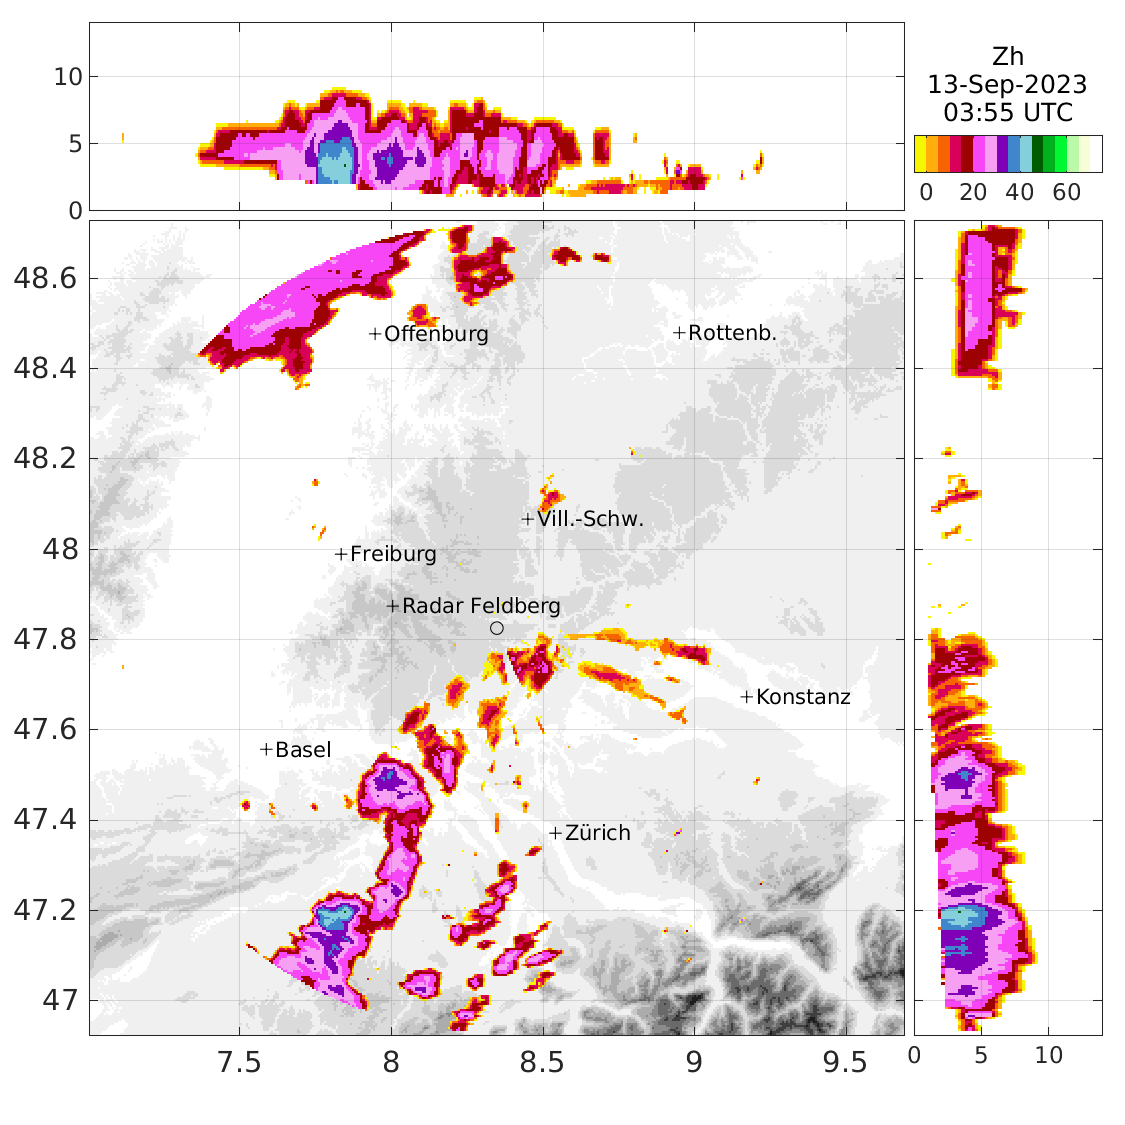 10
5
0
Zh
13-Sep-2023
03:55 UTC
0 20 40 60
48.6
48.4
48.2
48
47.8
47.6
47.4
47.2
47
+Offenburg
+Rottenb.
+Vill.-Schw.
+Freiburg
+Radar Feldberg
+Konstanz
+Basel
+Zürich
7.5 8 8.5 9 9.5
0 5 10